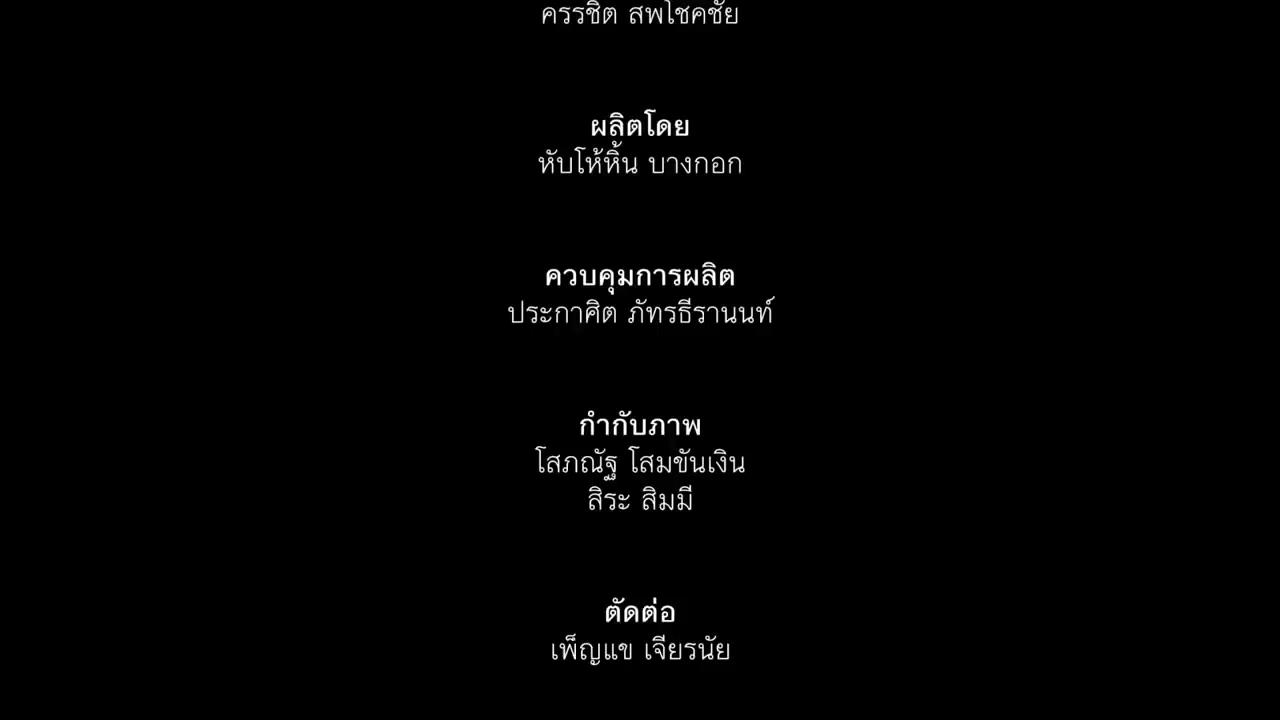 ครรชิต สพโชคชัย
ผลิตโดย
หับโห้หิ้น บางกอก
ควบคุมการผลิต
ประกาศิต ภัทรธีรานนท์
กำกับภาพ
โสภณัฐ โสมขันเงิน
สิระ สิมมี
ตัดต่อ
เพ็ญแข เจียรนัย